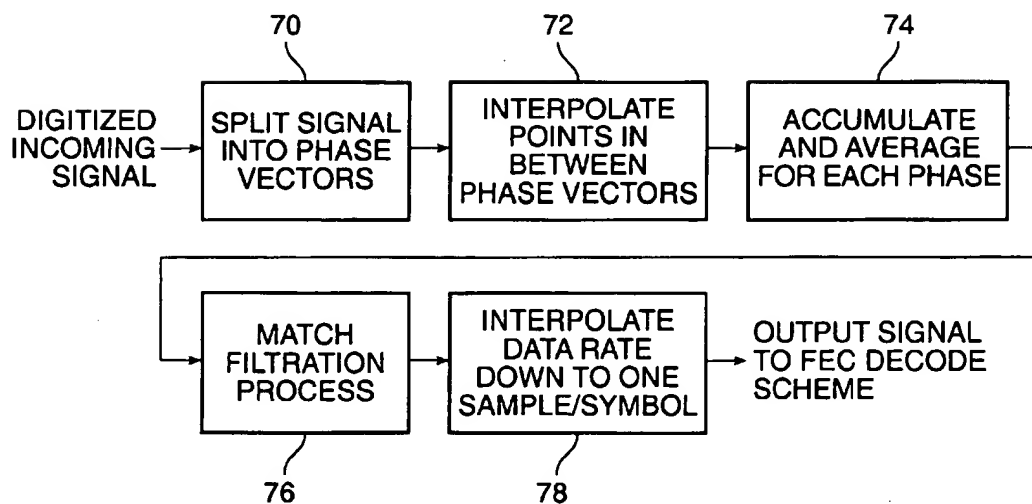 70
72
74
DIGITIZED
INCOMING
SIGNAL
SPLIT SIGNAL
INTO PHASE
VECTORS
INTERPOLATE
POINTS IN
BETWEEN
PHASE VECTORS
ACCUMULATE
AND AVERAGE
FOR EACH PHASE
MATCH
FILTRATION
PROCESS
INTERPOLATE
DATA RATE
DOWN TO ONE
SAMPLE/SYMBOL
OUTPUT SIGNAL
TO FEC DECODE
SCHEME
76
78